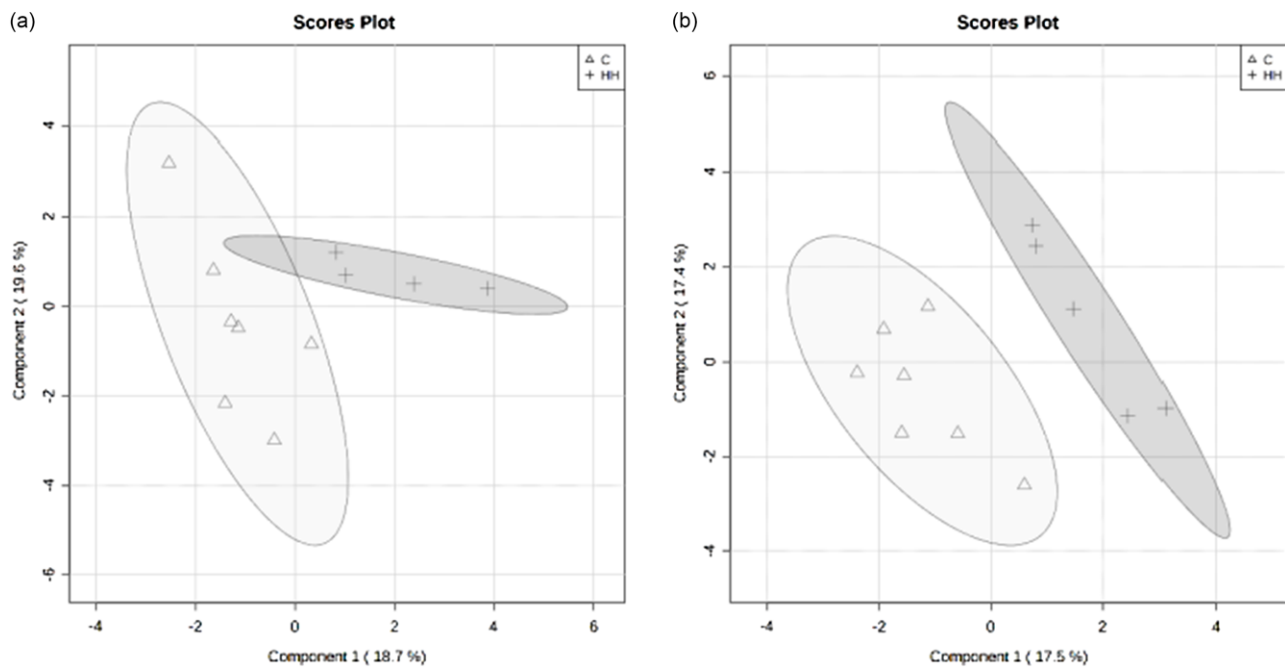 (a)
Scores Plot
C
HH
4
2
0
-2
-4
-6
Component 2 ( 19.6 %)
-4
-2
0
2
4
6
Component 1 ( 18.7 %)
(b)
Scores Plot
C
HH
6
4
2
0
-2
-4
Component 2 ( 17.4 %)
-4
-2
0
2
4
Component 1 ( 17.5 %)